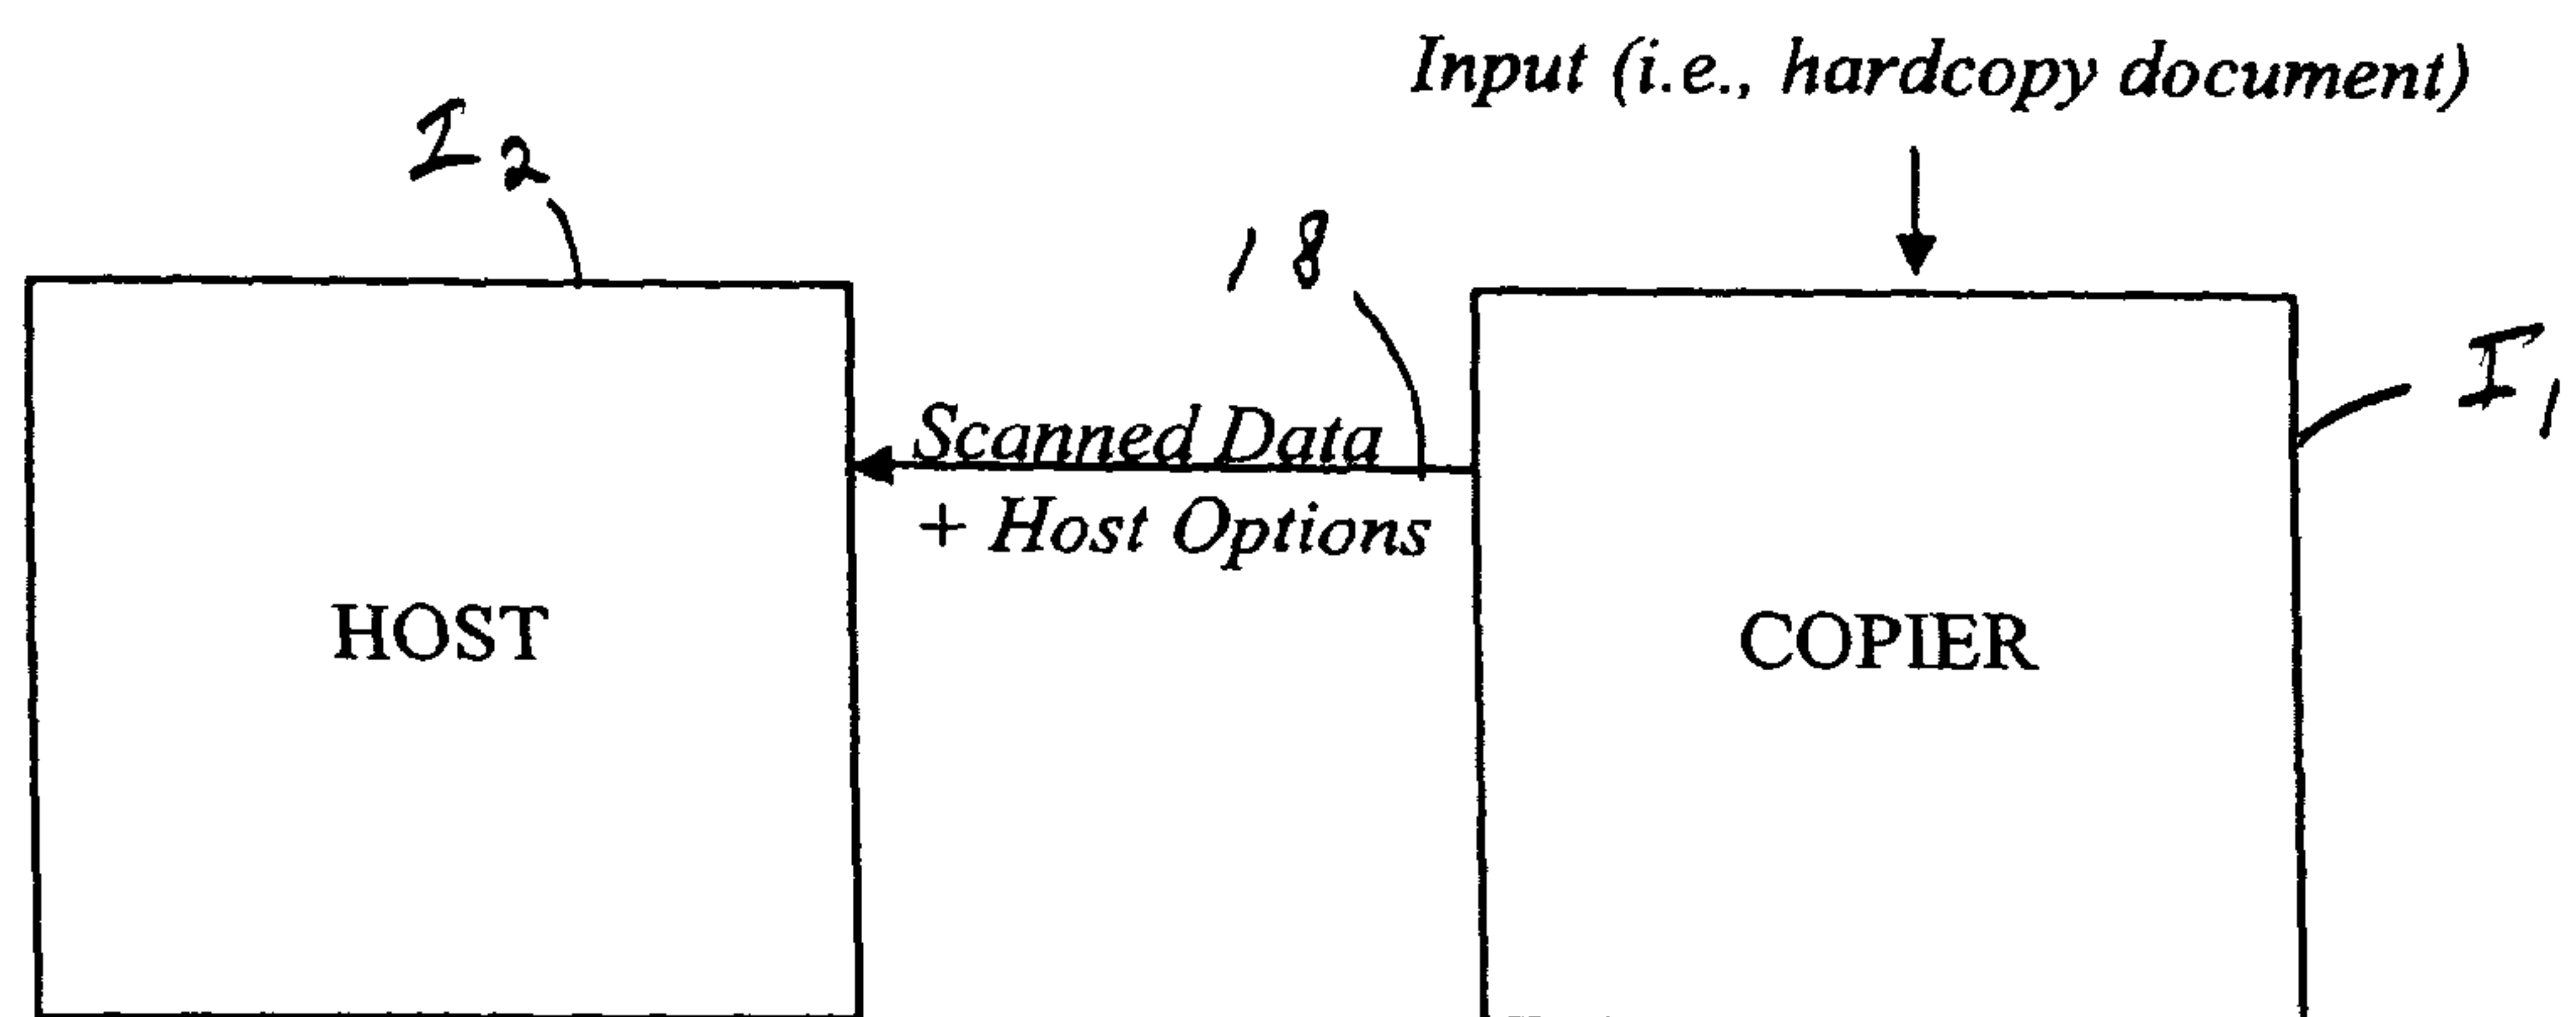 Input (i.e., hardcopy document)
I2
18
I1
Scanned Data
+ Host Options
HOST
COPIER